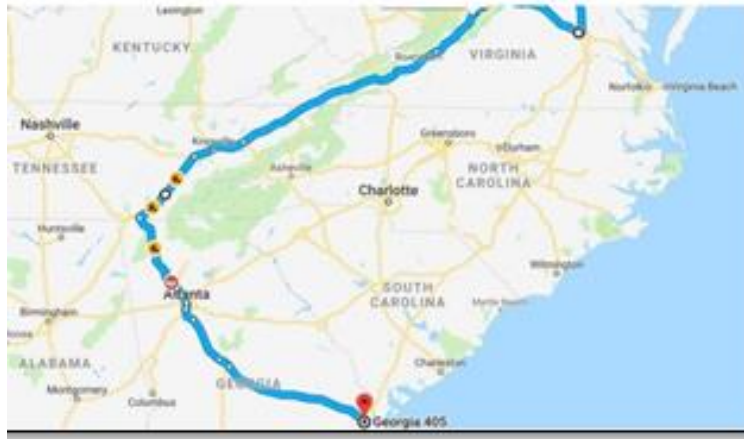 Lexington
KENTUCKY
VIRGINIA
Roanoke
Norfolk
Virginia Beach
Nashville
Knoxville
Greensboro
Durham
TENNESSEE
Asheville
NORTH
CAROLINA
Charlotte
Huntsville
Wilmington
SOUTH
CAROLINA
Atlanta
Myrtle Beach
Birmingham
ALABAMA
Charleston
GEORGIA
Montgomery
Columbus
Georgia 405